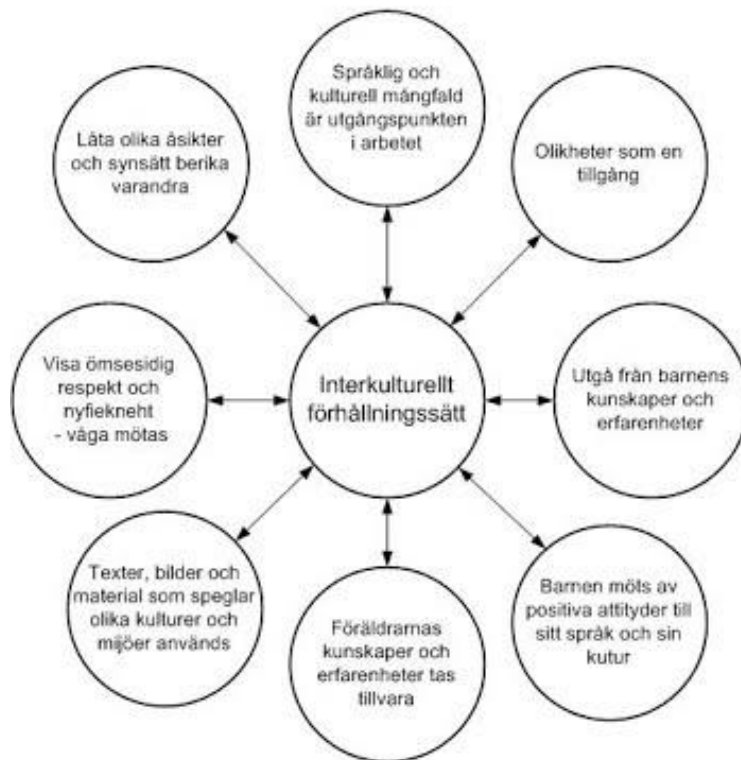 Språklig och
kulturell mångfald
är utgångspunkten
i arbetet
Olikheter som en
tillgång
Utgå från barnens
kunskaper och
erfarenheter
Barnen möts av
positiva attityder till
sitt språk och sin
kutur
Föräldrarnas
kunskaper och
erfarenheter tas
tillvara
Texter, bilder och
material som speglar
olika kulturer och
mijöer används
Visa ömsesidig
respekt och
nyfiekneht
- våga mötas
Låta olika åsikter
och synsätt berika
varandra
Interkulturellt
förhållningssätt